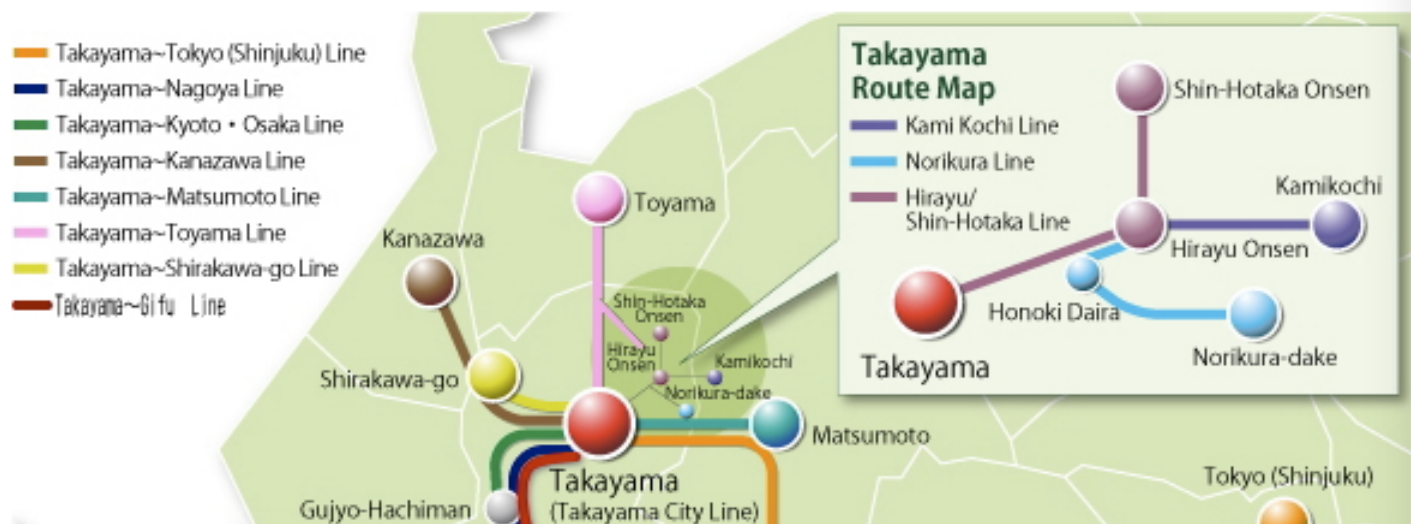 Takayama~Tokyo (Shinjuku) Line
Takayama~Nagoya Line
Takayama~Kyoto・Osaka Line
Takayama~Kanazawa Line
Takayama~Matsumoto Line
Takayama~Toyama Line
Takayama~Shirakawa-go Line
Takayama~Gifu Line
Takayama
Route Map
Kami Kochi Line
Norikura Line
Hirayu/
Shin-Hotaka Line
Shin-Hotaka Onsen
Kamikochi
Hirayu Onsen
Honoki Daira
Takayama
Norikura-dake
Toyama
Kanazawa
Shin-Hotaka
Onsen
Hirayu
Onsen
Kamikochi
Norikura-dake
Shirakawa-go
Matsumoto
Takayama
(Takayama City Line)
Gujyo-Hachiman
Tokyo (Shinjuku)